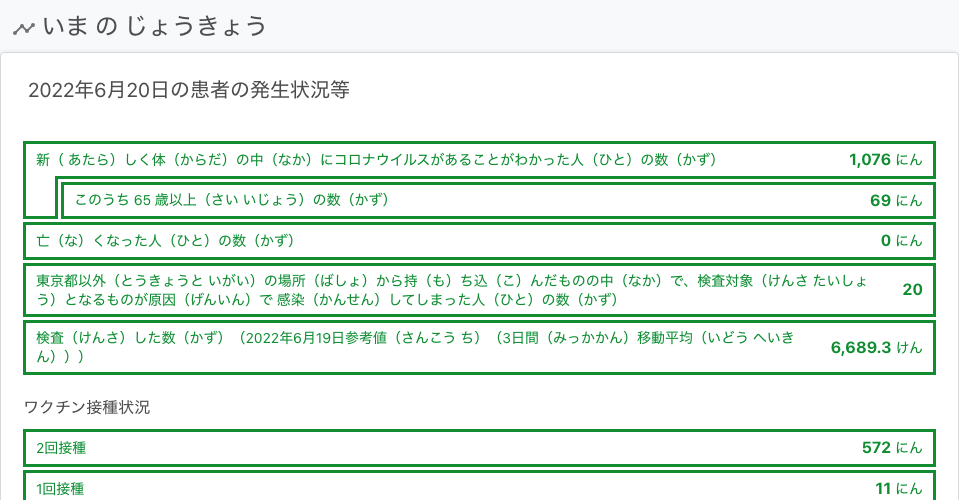 いま の じょうきょう
2022年6月20日の患者の発生状況等
新（ あたら）しく体（からだ）の中（なか）にコロナウイルスがあることがわかった人（ひと）の数（かず） 1,076 にん
このうち 65 歳以上（さい いじょう）の数（かず） 69 にん
亡（な）くなった人（ひと）の数（かず） 0 にん
東京都以外（とうきょうと いがい）の場所（ばしょ）から持（も）ち込（こ）んだものの中（なか）で、検査対象（けんさ たいしょ
う）となるものが原因（げんいん）で 感染（かんせん）してしまった人（ひと）の数（かず） 20
検査（けんさ）した数（かず）（2022年6月19日参考値（さんこう ち）（3日間（みっかかん）移動平均（いどう へいき
ん））） 6,689.3 けん
ワクチン接種状況
2回接種 572 にん
1回接種 11 にん